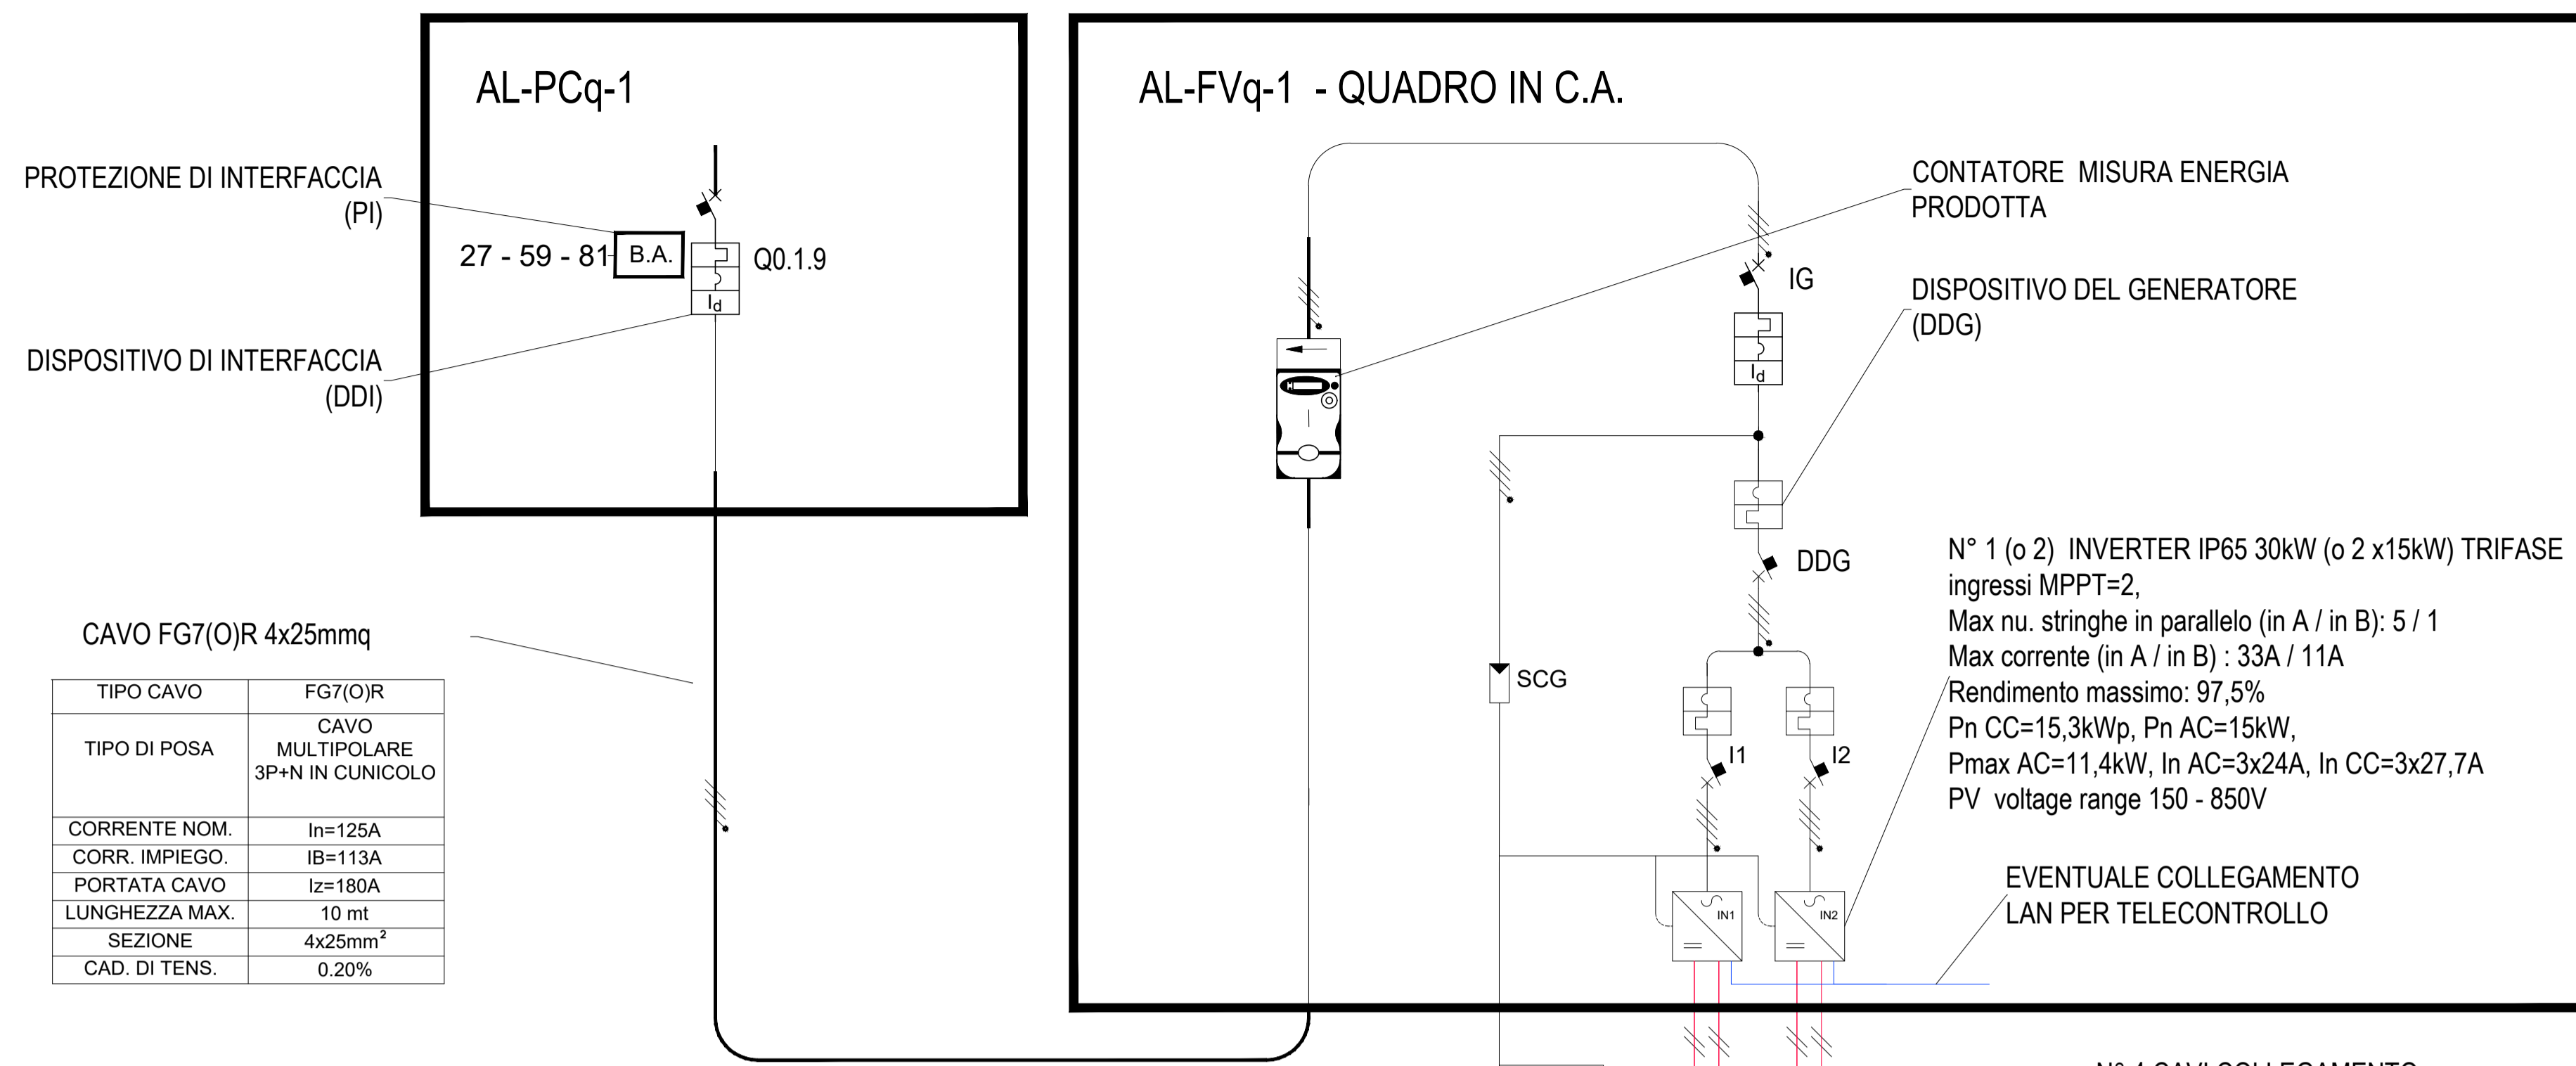 AL-PCq-1
PROTEZIONE DI INTERFACCIA
(PI)
27 - 59 - 81
B.A.
Q0.1.9
Id
DISPOSITIVO DI INTERFACCIA
(DDI)
CAVO FG7(O)R 4x25mmq
TIPO CAVO FG7(O)R
TIPO DI POSA CAVO
MULTIPOLARE
3P+N IN CUNICOLO
CORRENTE NOM. In=125A
CORR. IMPIEGO. IB=113A
PORTATA CAVO Iz=180A
LUNGHEZZA MAX. 10 mt
SEZIONE 4x25mm²
CAD. DI TENS. 0.20%
AL-FVq-1 - QUADRO IN C.A.
CONTATORE MISURA ENERGIA
PRODOTTA
IG
Id
DISPOSITIVO DEL GENERATORE
(DDG)
DDG
SCG
I1
I2
IN1
IN2
N° 1 (o 2) INVERTER IP65 30kW (o 2 x15kW) TRIFASE
ingressi MPPT=2,
Max nu. stringhe in parallelo (in A / in B): 5 / 1
Max corrente (in A / in B) : 33A / 11A
Rendimento massimo: 97,5%
Pn CC=15,3kWp, Pn AC=15kW,
Pmax AC=11,4kW, In AC=3x24A, In CC=3x27,7A
PV voltage range 150 - 850V
EVENTUALE COLLEGAMENTO
LAN PER TELECONTROLLO
CAVI COLLEGAMENTO